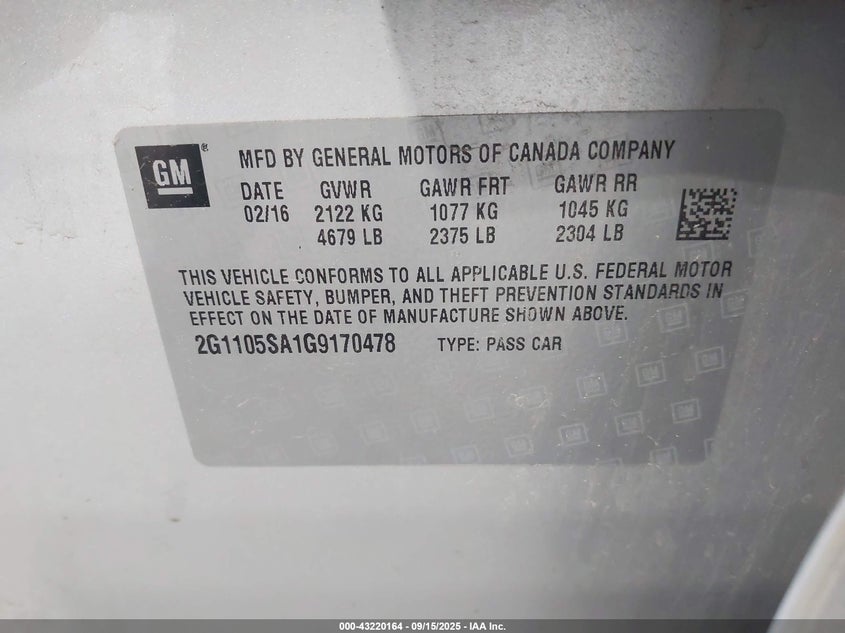 GM
MFD BY GENERAL MOTORS OF CANADA COMPANY
DATE GVWR GAWR FRT GAWR RR
02/16 2122 KG 1077 KG 1045 KG
4679 LB 2375 LB 2304 LB
THIS VEHICLE CONFORMS TO ALL APPLICABLE U.S. FEDERAL MOTOR
VEHICLE SAFETY, BUMPER, AND THEFT PREVENTION STANDARDS IN
EFFECT ON THE DATE OF MANUFACTURE SHOWN ABOVE.
2G1105SA1G9170478 TYPE: PASS CAR
000-43220164 - 09/15/2025 - IAA Inc.